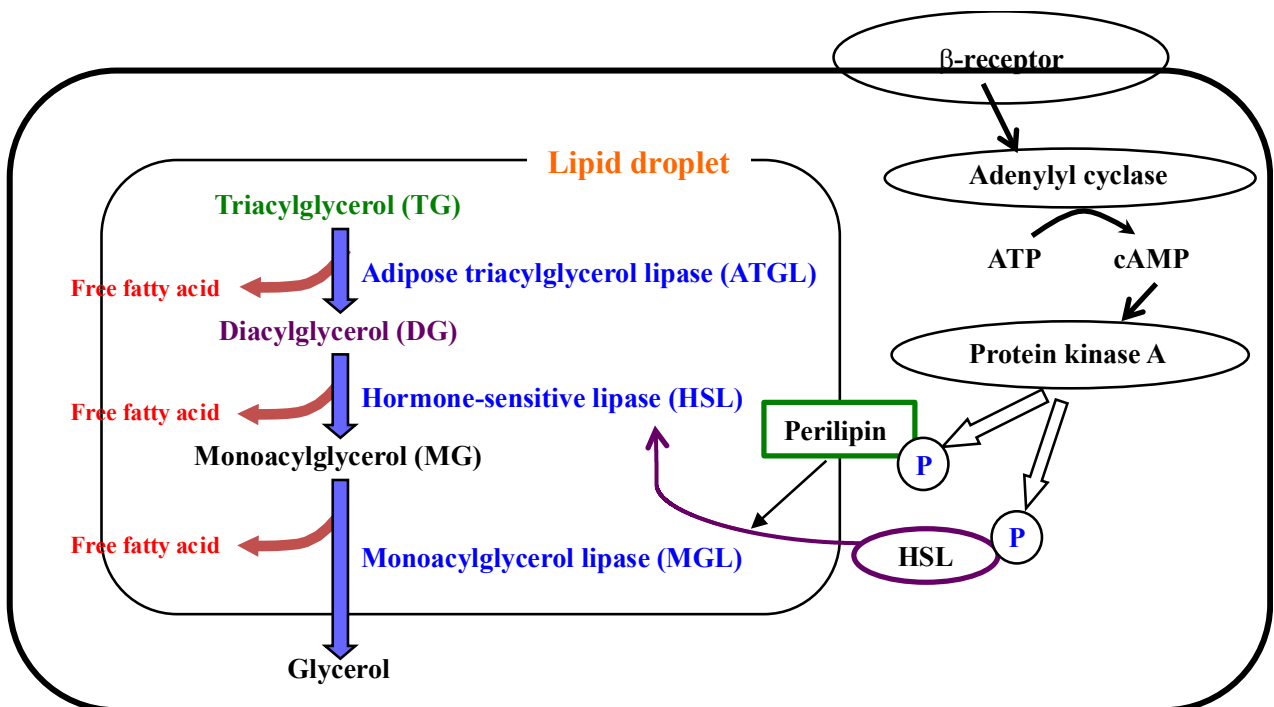 β-receptor
Lipid droplet
Adenylyl cyclase
Triacylglycerol (TG)
ATP
cAMP
Adipose triacylglycerol lipase (ATGL)
Free fatty acid
Diacylglycerol (DG)
Protein kinase A
Hormone-sensitive lipase (HSL)
Free fatty acid
Perilipin
P
Monoacylglycerol (MG)
P
Free fatty acid
Monoacylglycerol lipase (MGL)
HSL
Glycerol